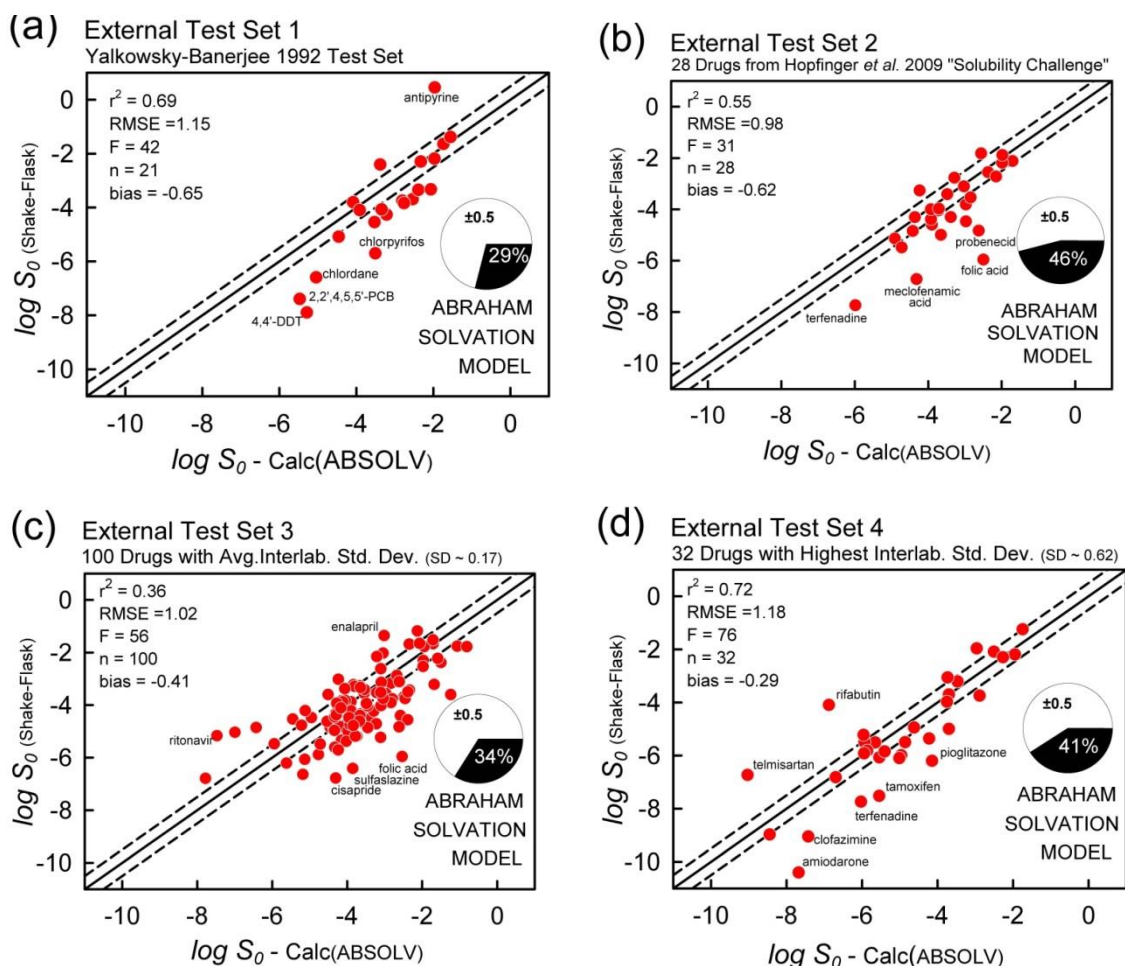 (a) External Test Set 1
Yalkowsky-Banerjee 1992 Test Set
r² = 0.69
RMSE =1.15
F = 42
n = 21
bias = -0.65
antipyrine
±0.5
29%
chlorpyrifos
chlordane
2,2',4,5,5'-PCB
4,4'-DDT
ABRAHAM
SOLVATION
MODEL
0
-2
-4
-6
-8
-10
log S₀ (Shake-Flask)
-10 -8 -6 -4 -2 0
log S₀ - Calc(ABSOLV)
(b) External Test Set 2
28 Drugs from Hopfinger et al. 2009 "Solubility Challenge"
r² = 0.55
RMSE =0.98
F = 31
n = 28
bias = -0.62
±0.5
46%
probenecid
folic acid
meclofenamic
acid
terfenadine
ABRAHAM
SOLVATION
MODEL
0
-2
-4
-6
-8
-10
log S₀ (Shake-Flask)
-10 -8 -6 -4 -2 0
log S₀ - Calc(ABSOLV)
(c) External Test Set 3
100 Drugs with Avg.Interlab. Std. Dev. (SD ~ 0.17)
r² = 0.36
RMSE =1.02
F = 56
n = 100
bias = -0.41
enalapril
ritonavir
±0.5
34%
folic acid
sulfaslazine
cisapride
ABRAHAM
SOLVATION
MODEL
0
-2
-4
-6
-8
-10
log S₀ (Shake-Flask)
-10 -8 -6 -4 -2 0
log S₀ - Calc(ABSOLV)
(d) External Test Set 4
32 Drugs with Highest Interlab. Std. Dev. (SD ~ 0.62)
r² = 0.72
RMSE =1.18
F = 76
n = 32
bias = -0.29
rifabutin
±0.5
41%
pioglitazone
telmisartan
tamoxifen
terfenadine
clofazimine
amiodarone
ABRAHAM
SOLVATION
MODEL
0
-2
-4
-6
-8
-10
log S₀ (Shake-Flask)
-10 -8 -6 -4 -2 0
log S₀ - Calc(ABSOLV)